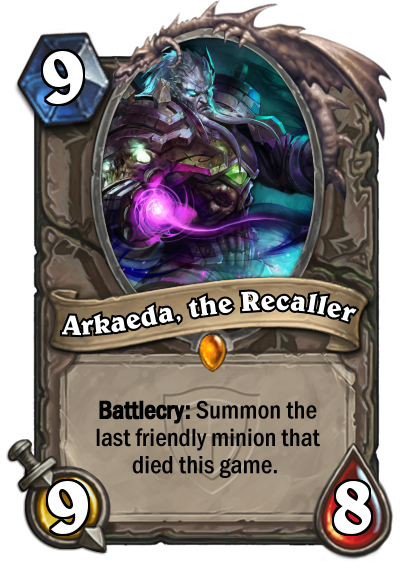 9
Arkaeda, the Recaller
Battlecry: Summon the
last friendly minion that
died this game.
9
8